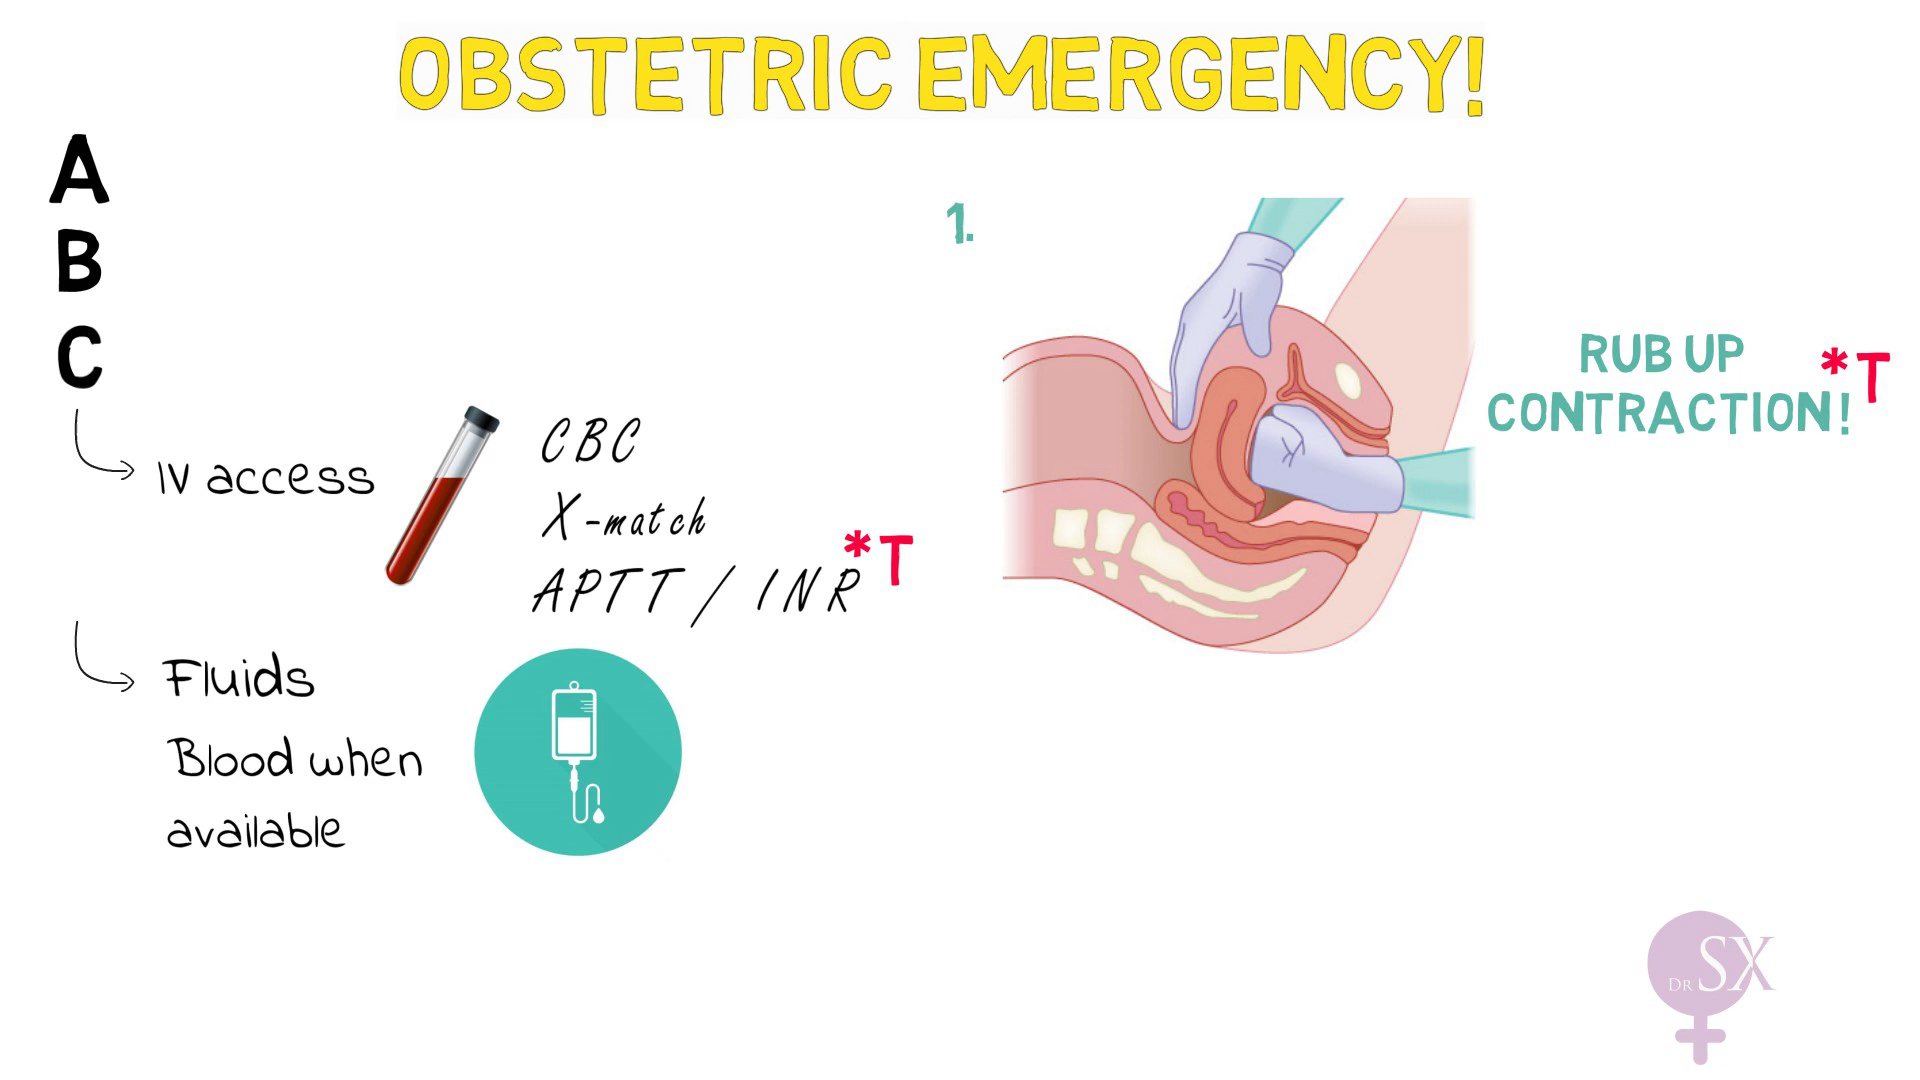 OBSTETRIC EMERGENCY!
A
B
C
IV access
CBC
X-match
APTT / INR *T
Fluids
Blood when
available
1.
RUB UP
CONTRACTION! *T
DR SX